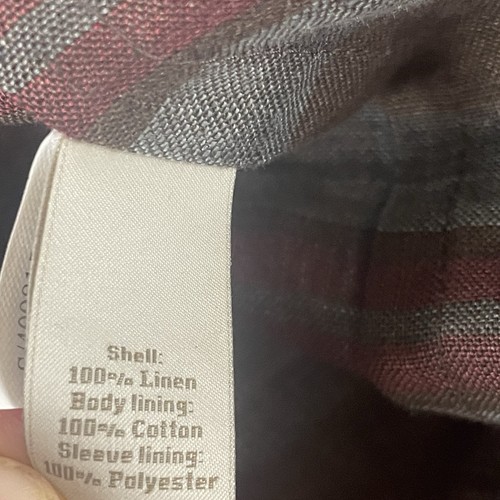 Shell:
100% Linen
Body lining:
100% Cotton
Sleeve lining:
100% Polyester